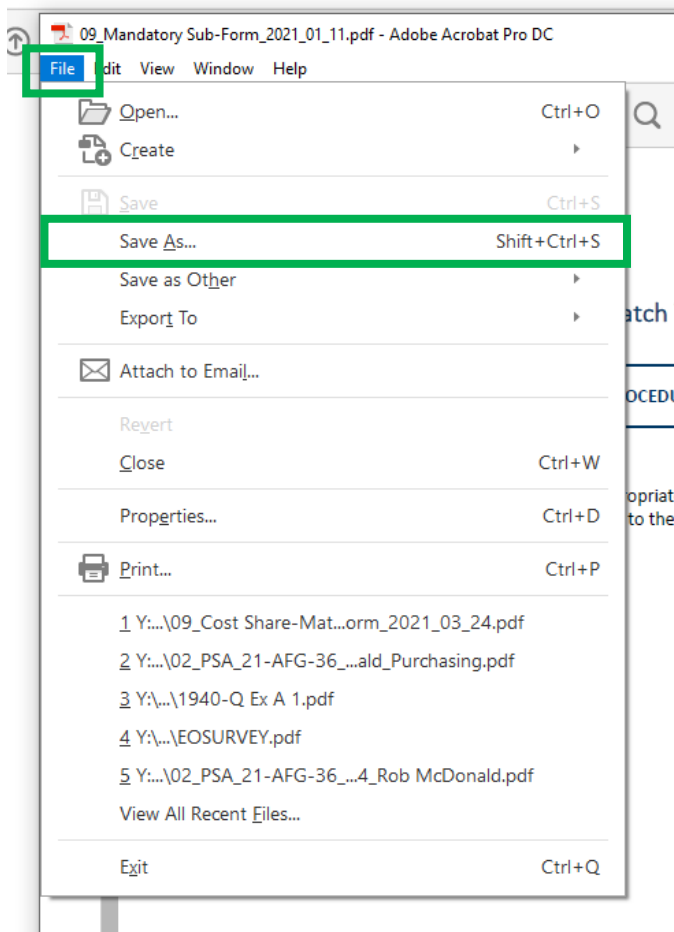 09_Mandatory Sub-Form_2021_01_11.pdf - Adobe Acrobat Pro DC
File Edit View Window Help
Open... Ctrl+O
Create
Save Ctrl+S
Save As... Shift+Ctrl+S
Save as Other
Export To
atch
Attach to Email...
OCEDU
Revert
Close Ctrl+W
opriat
Properties... Ctrl+D
to the
Print... Ctrl+P
1 Y:...\09_Cost Share-Mat...orm_2021_03_24.pdf
2 Y:...\02_PSA_21-AFG-36_...ald_Purchasing.pdf
3 Y:\...\1940-Q Ex A 1.pdf
4 Y:\...\EOSURVEY.pdf
5 Y:...\02_PSA_21-AFG-36_...4_Rob McDonald.pdf
View All Recent Files...
Exit Ctrl+Q